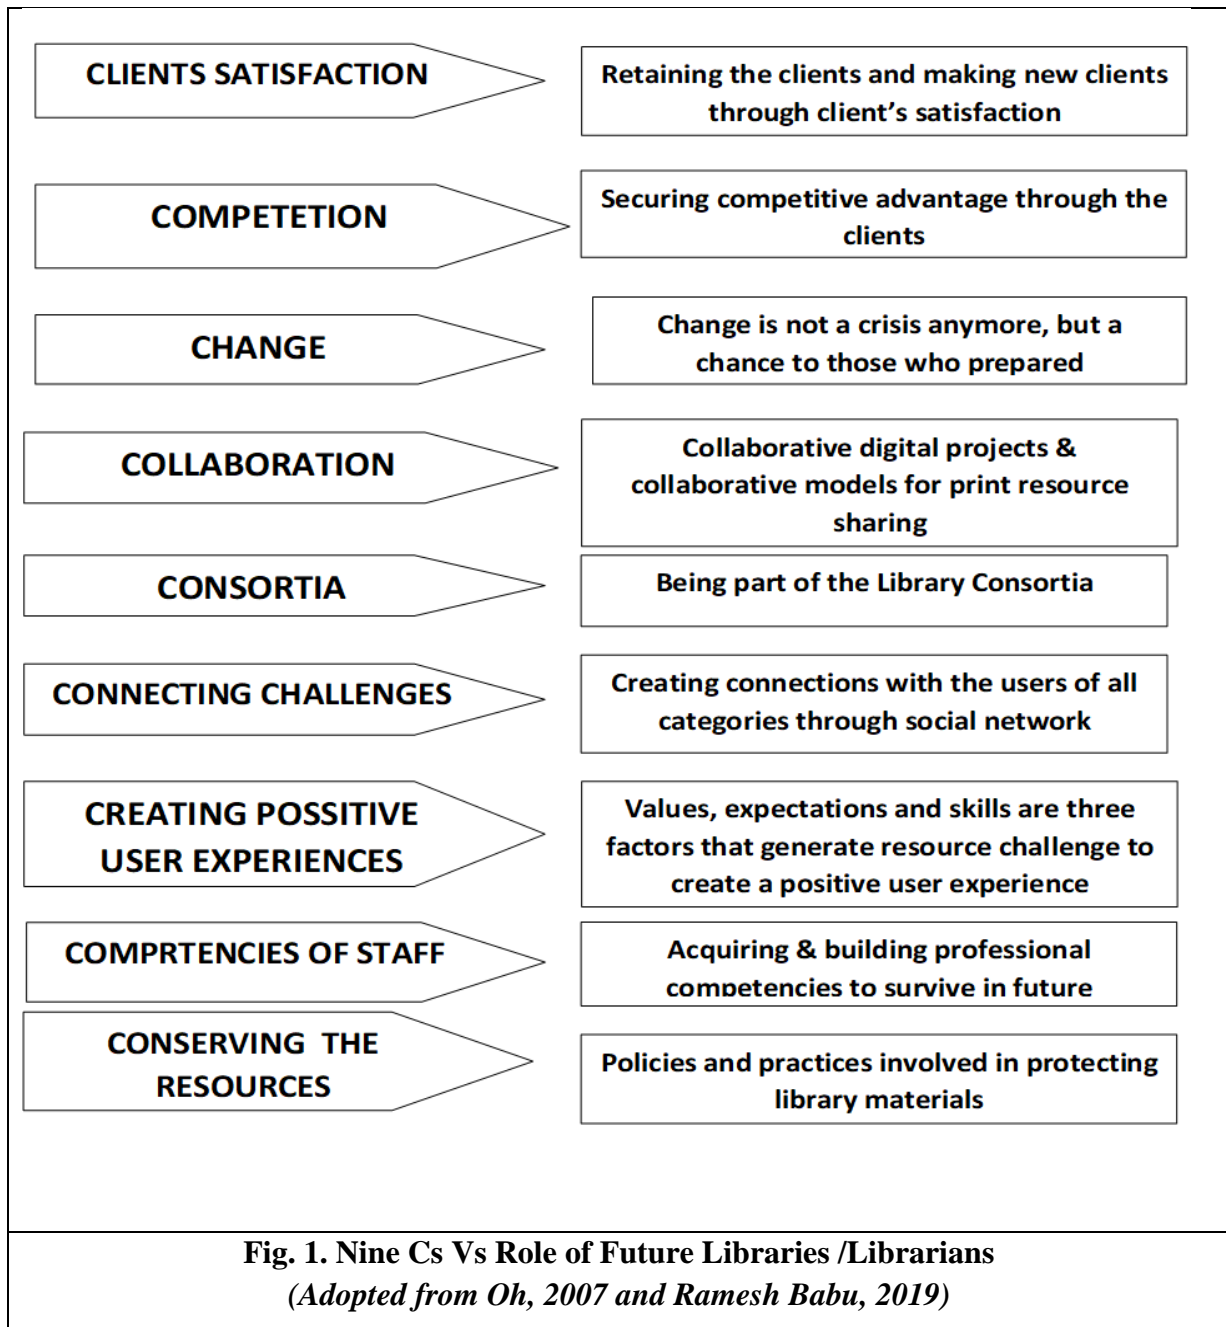 CLIENTS SATISFACTION
Retaining the clients and making new clients
through client's satisfaction
COMPETETION
Securing competitive advantage through the
clients
CHANGE
Change is not a crisis anymore, but a
chance to those who prepared
COLLABORATION
Collaborative digital projects &
collaborative models for print resource
sharing
CONSORTIA
Being part of the Library Consortia
CONNECTING CHALLENGES
Creating connections with the users of all
categories through social network
CREATING POSSITIVE
USER EXPERIENCES
Values, expectations and skills are three
factors that generate resource challenge to
create a positive user experience
COMPRTENCIES OF STAFF
Acquiring & building professional
competencies to survive in future
CONSERVING THE
RESOURCES
Policies and practices involved in protecting
library materials
Fig. 1. Nine Cs Vs Role of Future Libraries /Librarians
(Adopted from Oh, 2007 and Ramesh Babu, 2019)